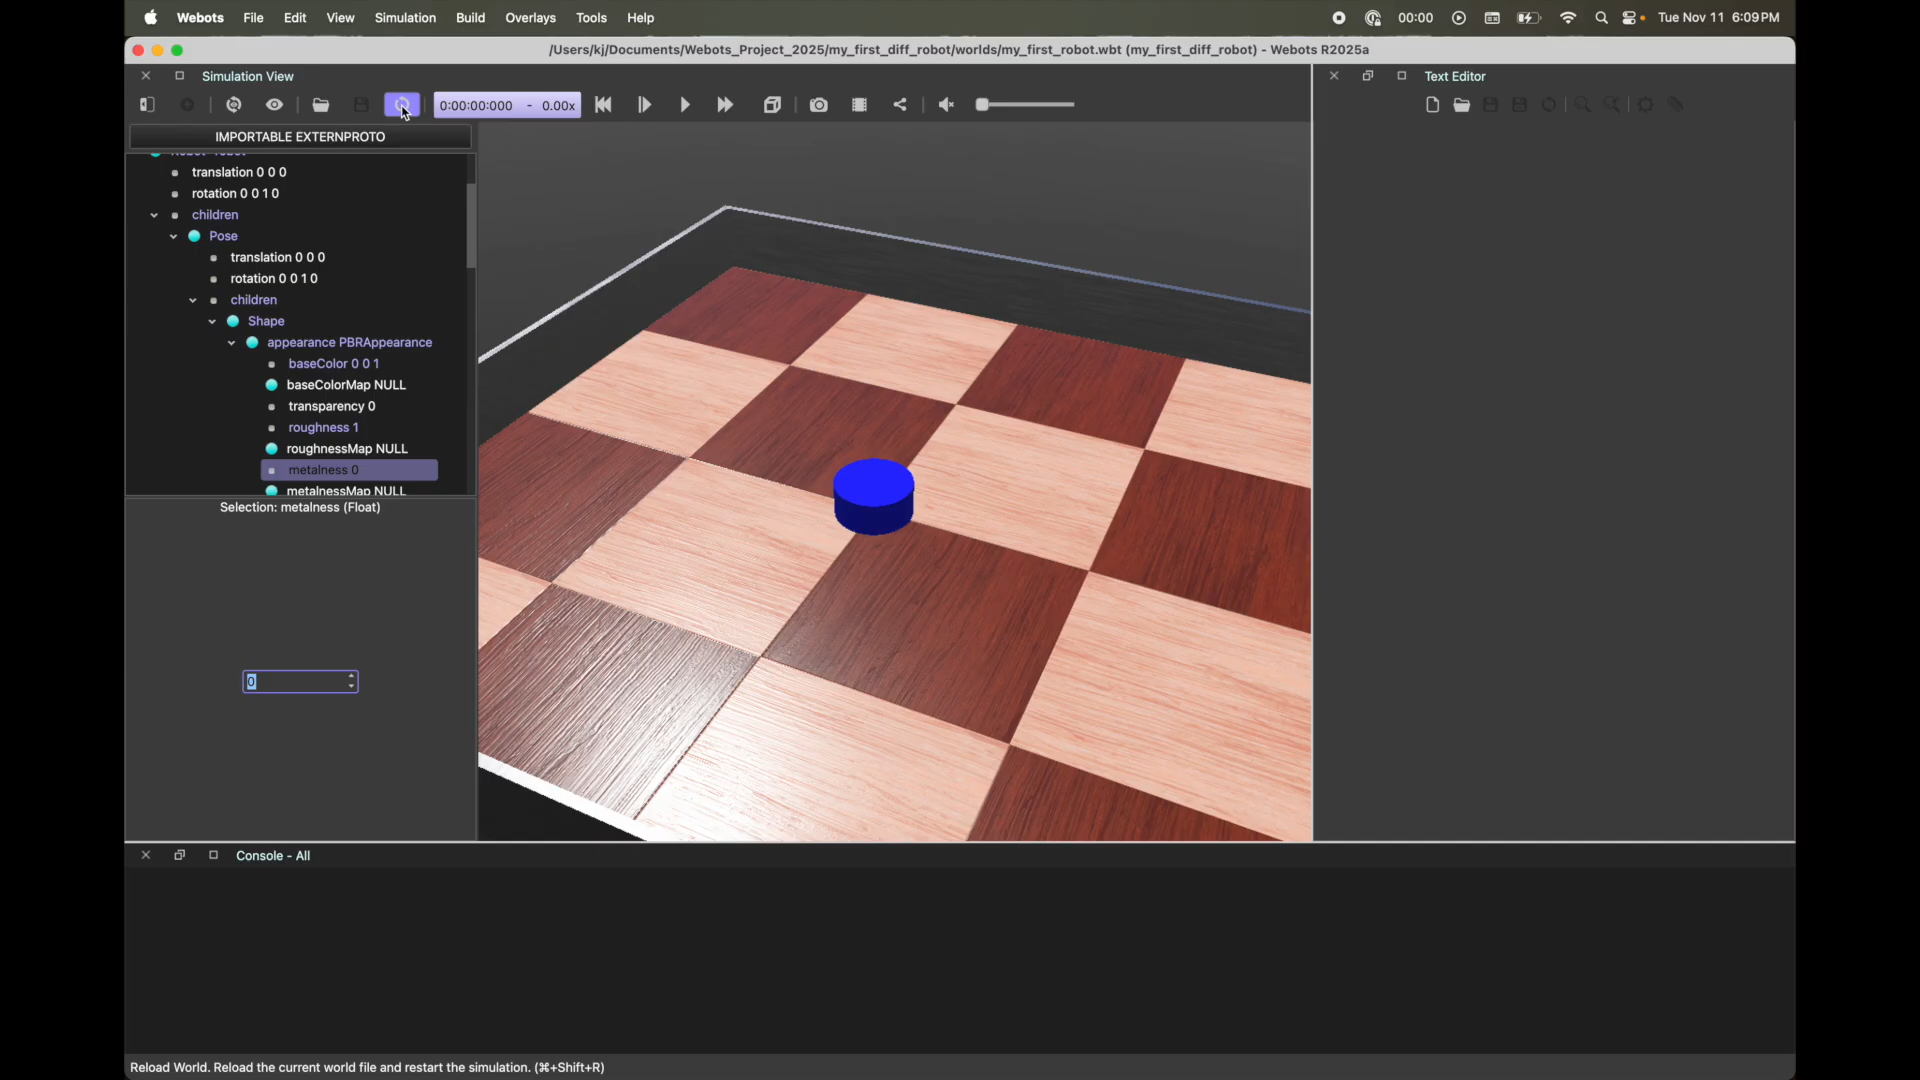 Webots File Edit View Simulation Build Overlays Tools Help 00:00 Tue Nov 11 6:09 PM
/Users/kj/Documents/Webots_Project_2025/my_first_diff_robot/worlds/my_first_robot.wbt (my_first_diff_robot) - Webots R2025a
Simulation View
Text Editor
0:00:00:000 - 0.00x
IMPORTABLE EXTERNPROTO
translation 0 0 0
rotation 0 0 1 0
children
Pose
translation 0 0 0
rotation 0 0 1 0
children
Shape
appearance PBRAppearance
baseColor 0 0 1
baseColorMap NULL
transparency 0
roughness 1
roughnessMap NULL
metalness 0
metalnessMap NULL
Selection: metalness (Float)
0
Console - All
Reload World. Reload the current world file and restart the simulation. (⌘+Shift+R)